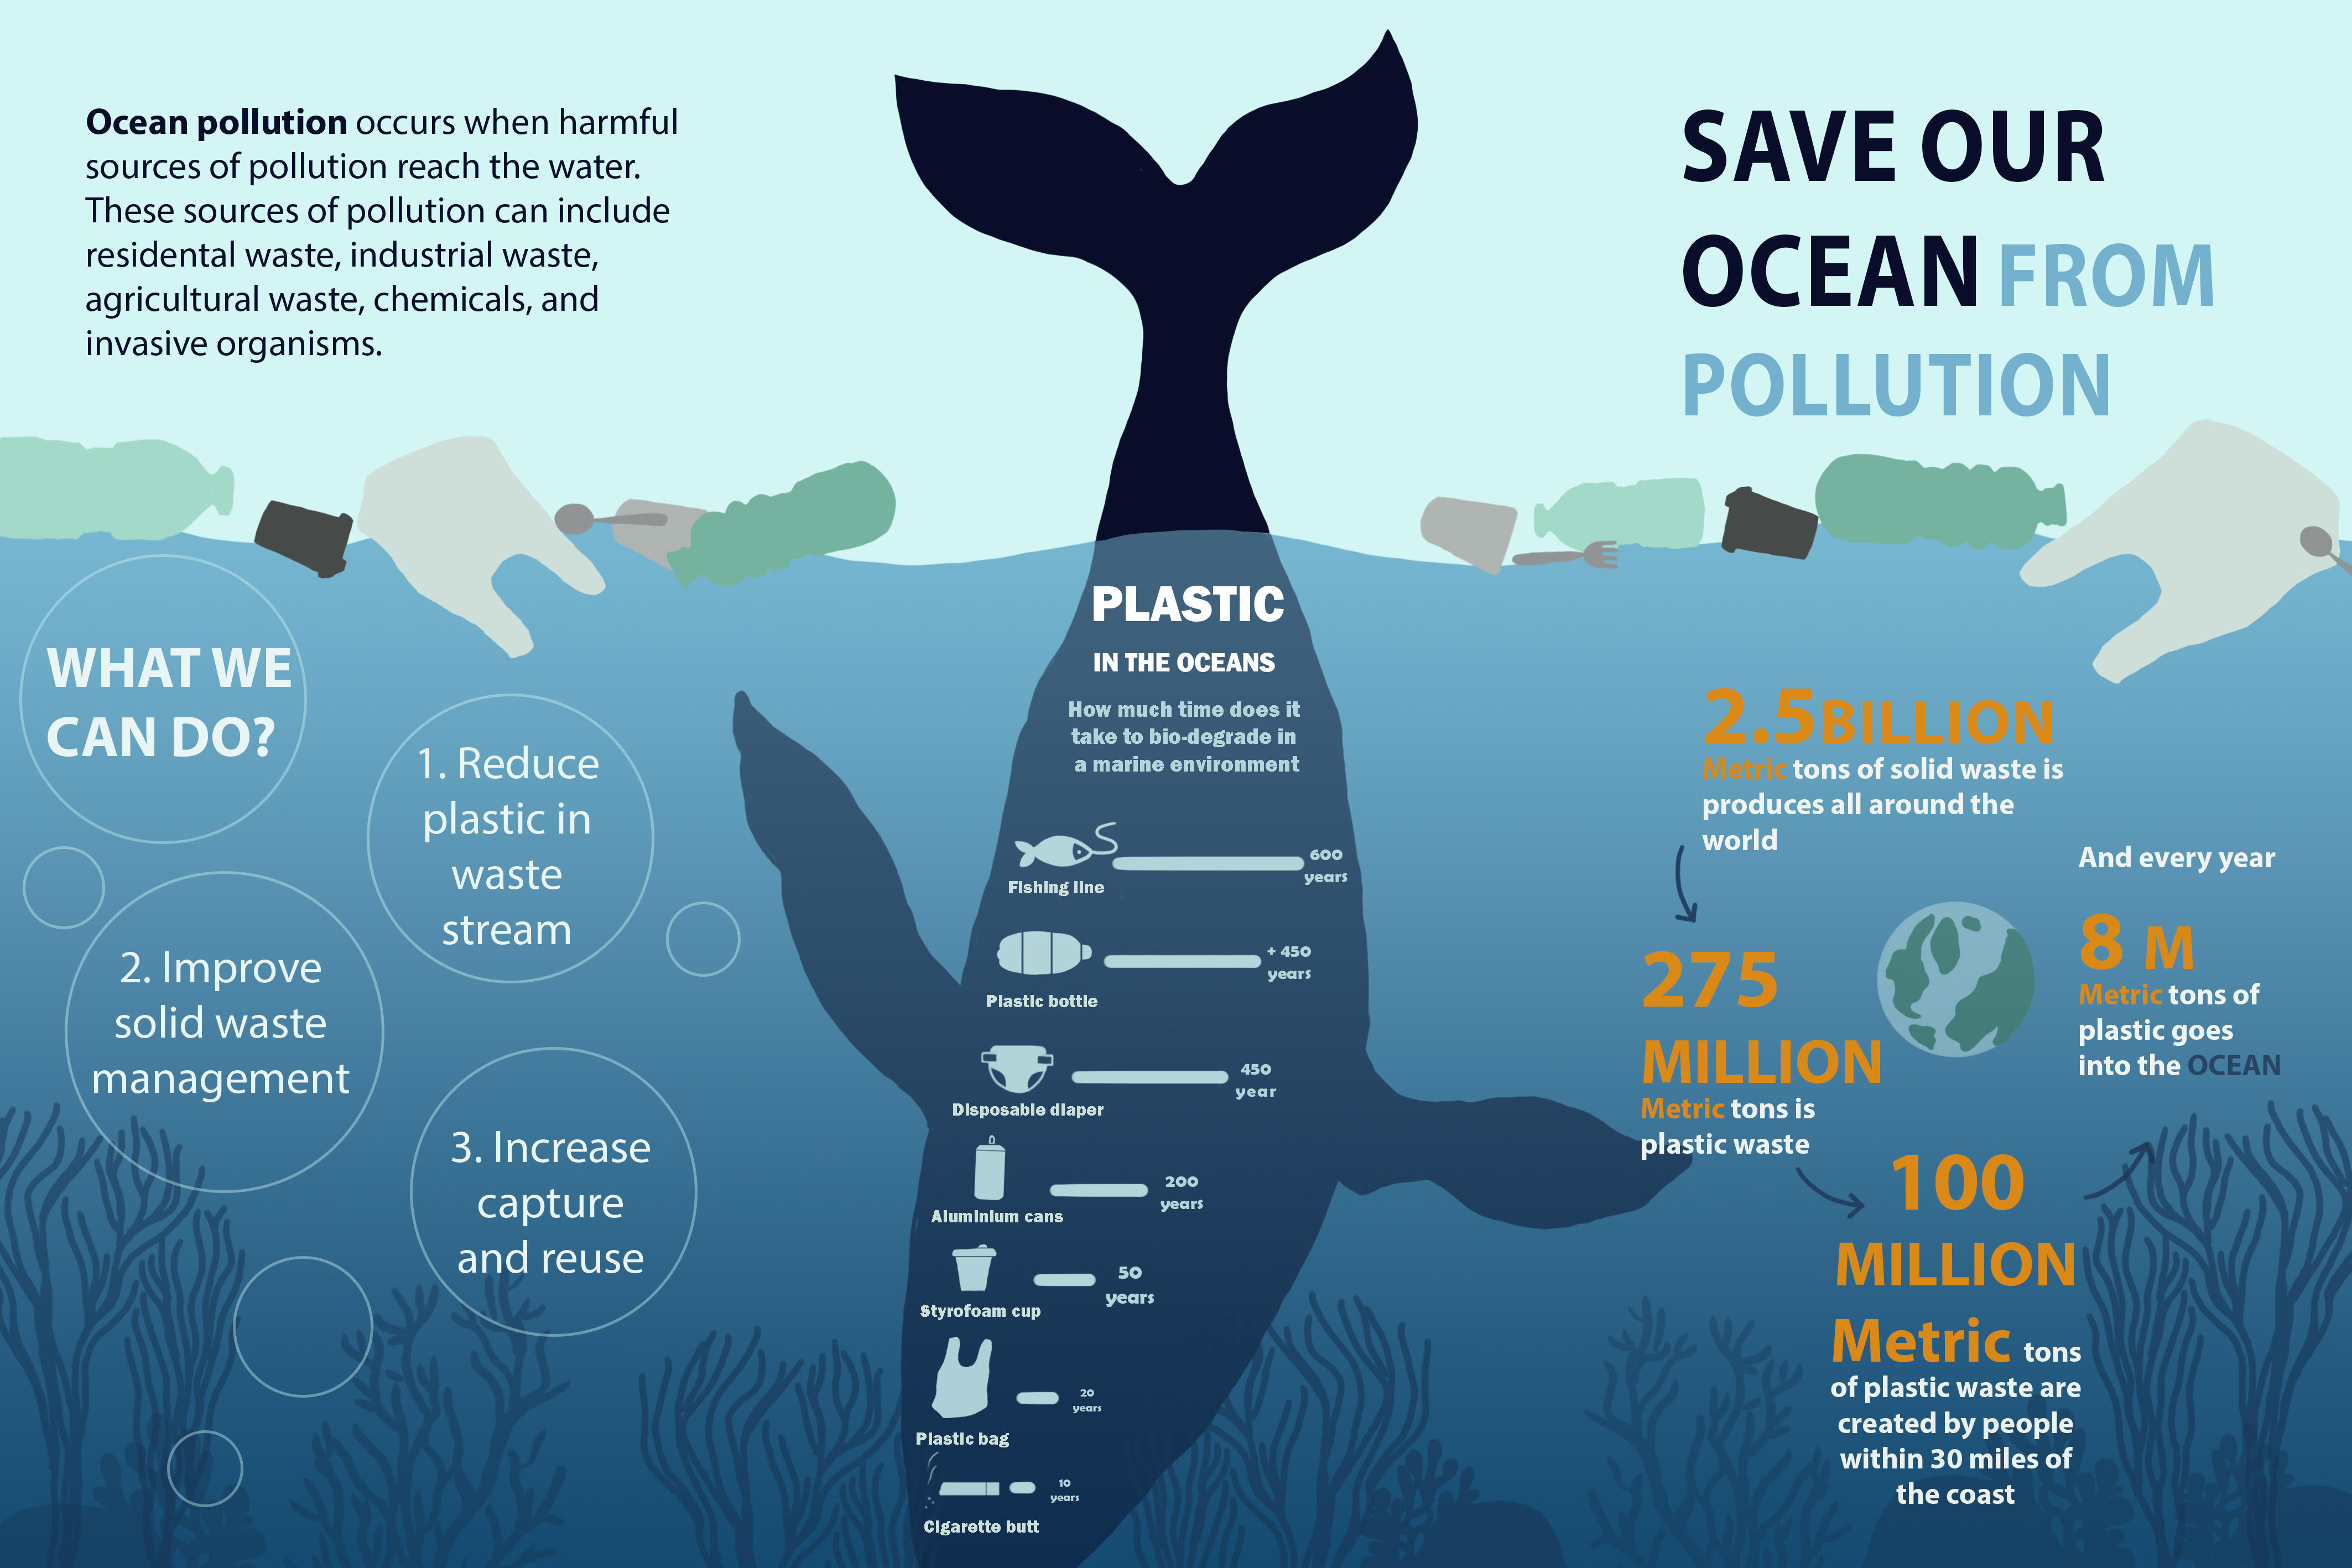 Ocean pollution occurs when harmful
sources of pollution reach the water.
These sources of pollution can include
residental waste, industrial waste,
agricultural waste, chemicals, and
invasive organisms.
SAVE OUR
OCEAN FROM
POLLUTION
WHAT WE
CAN DO?
1. Reduce
plastic in
waste
stream
2. Improve
solid waste
management
3. Increase
capture
and reuse
PLASTIC
IN THE OCEANS
How much time does it
take to bio-degrade in
a marine environment
600
years
Fishing line
+ 450
years
Plastic bottle
450
year
Disposable diaper
200
years
Aluminium cans
50
years
Styrofoam cup
20
years
Plastic bag
10
years
Cigarette butt
2.5 BILLION
Metric tons of solid waste is
produces all around the
world
275
MILLION
Metric tons is
plastic waste
100
MILLION
Metric tons
of plastic waste are
created by people
within 30 miles of
the coast
And every year
8 M
Metric tons of
plastic goes
into the OCEAN